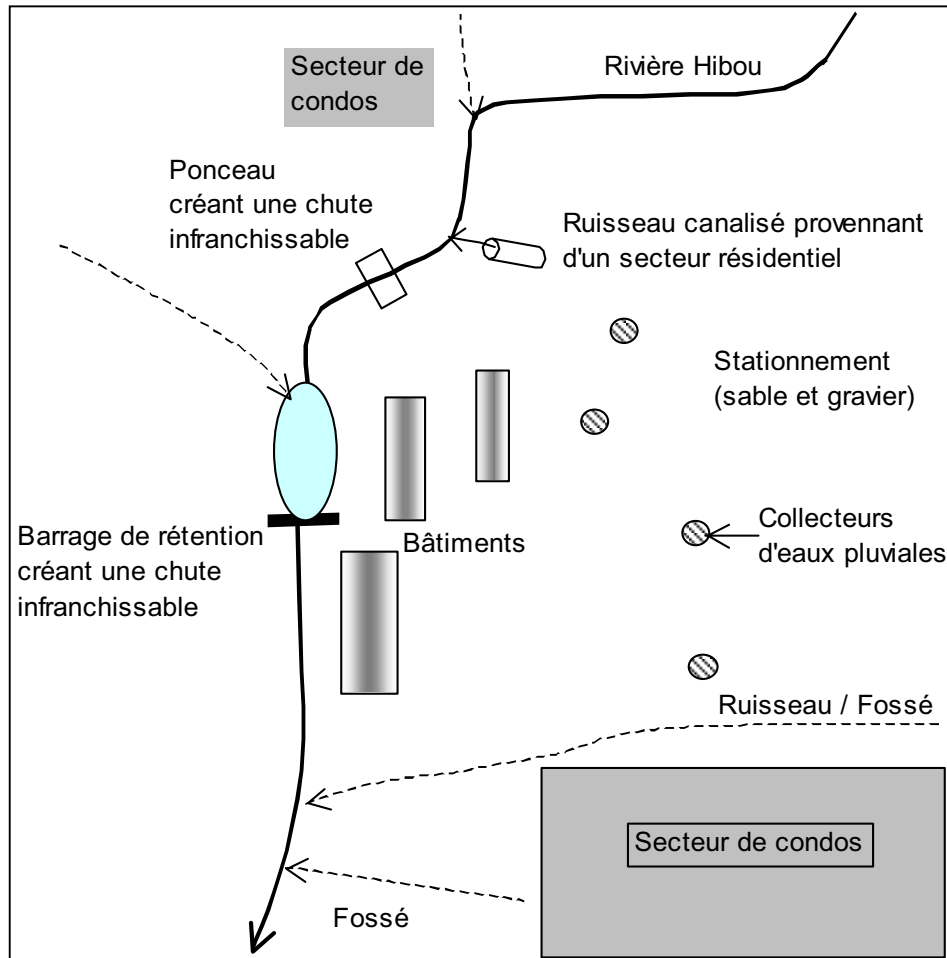 Secteur de
condos
Rivière Hibou
Ponceau
créant une chute
infranchissable
Ruisseau canalisé provennant
d'un secteur résidentiel
Stationnement
(sable et gravier)
Barrage de rétention
créant une chute
infranchissable
Bâtiments
Collecteurs
d'eaux pluviales
Ruisseau / Fossé
Secteur de condos
Fossé